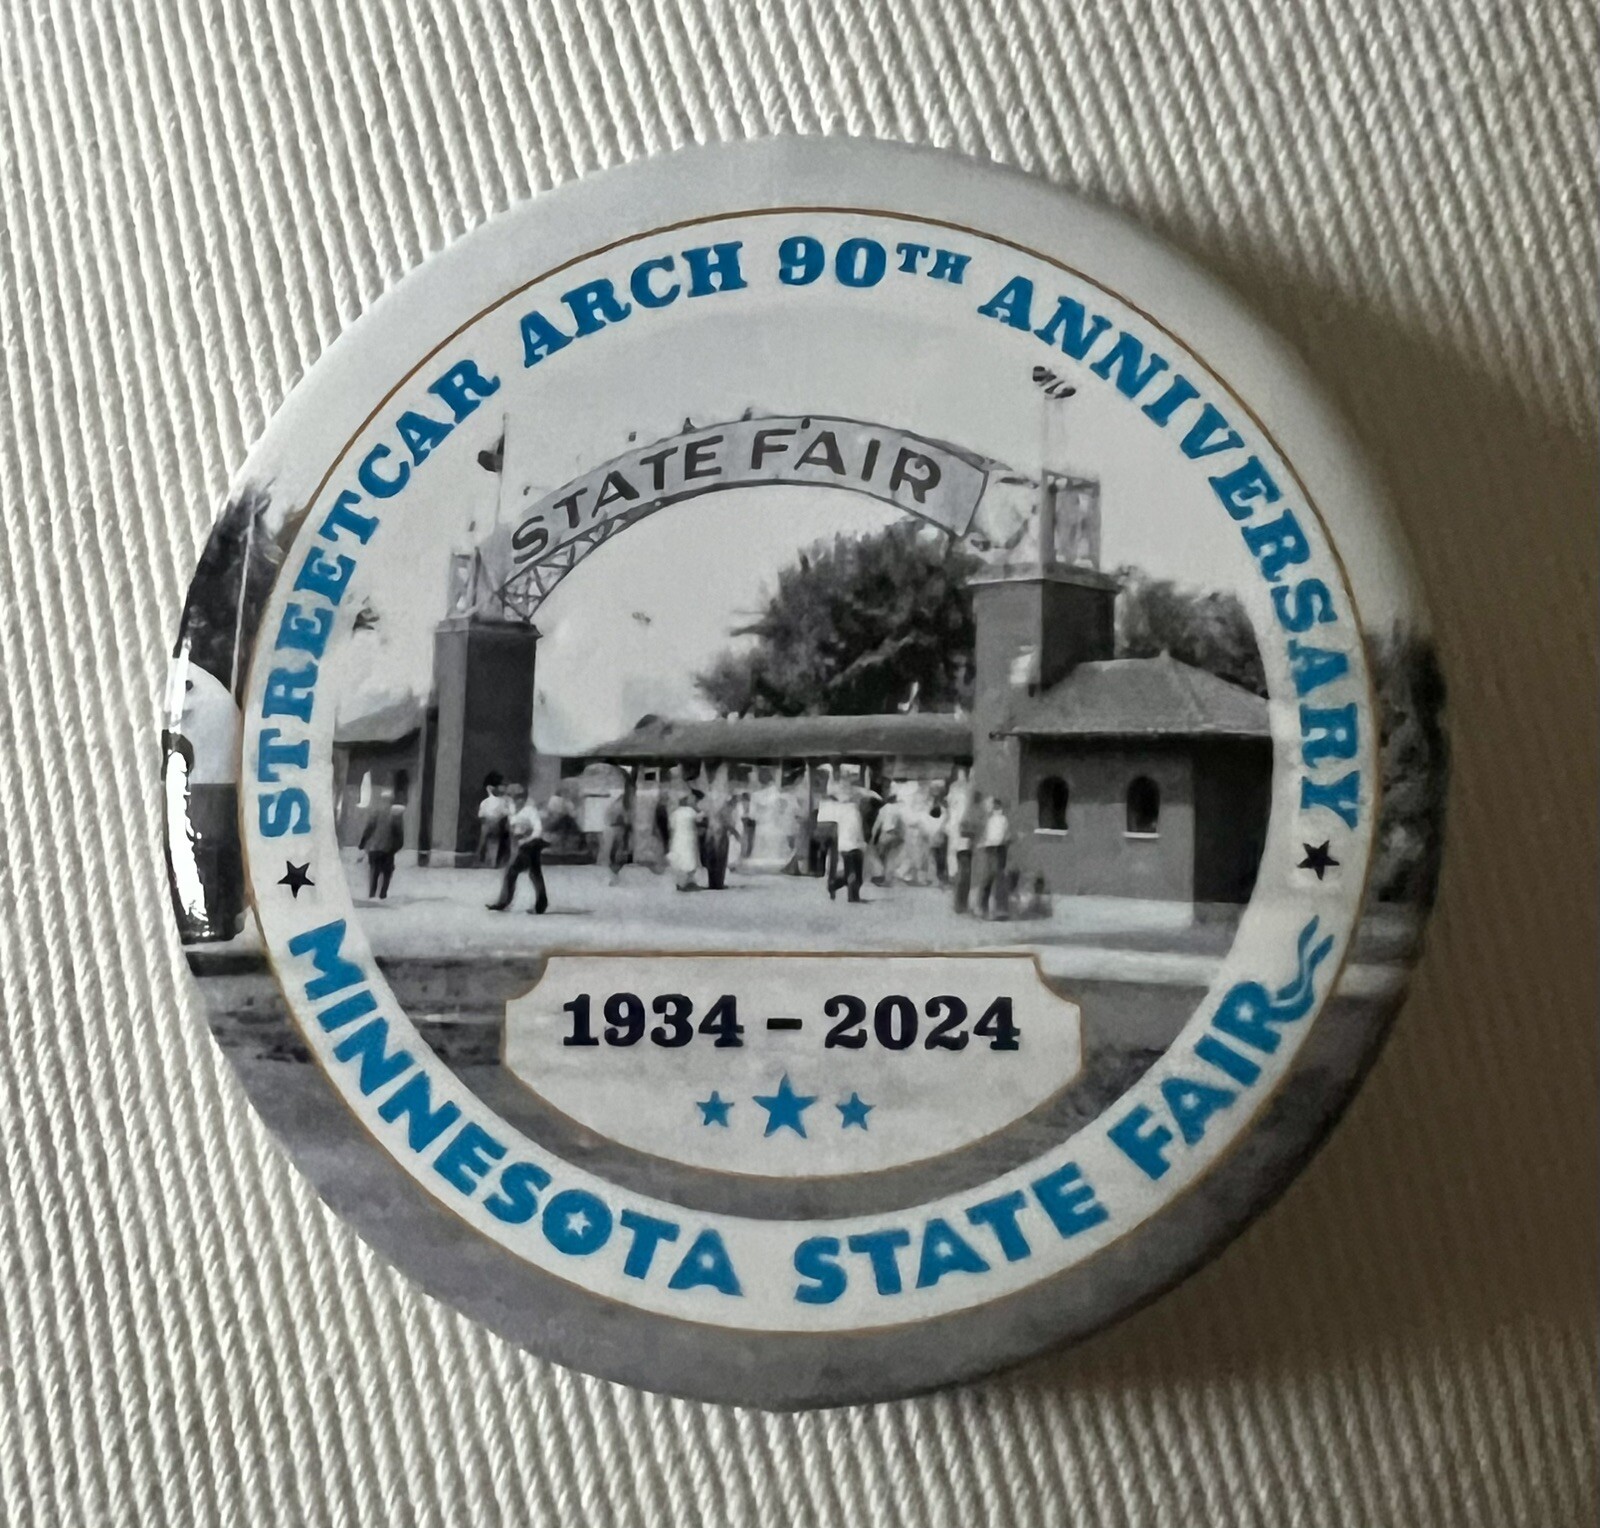 STREETCAR ARCH 90TH ANNIVERSARY
STATE FAIR
1934 - 2024
MINNESOTA STATE FAIR